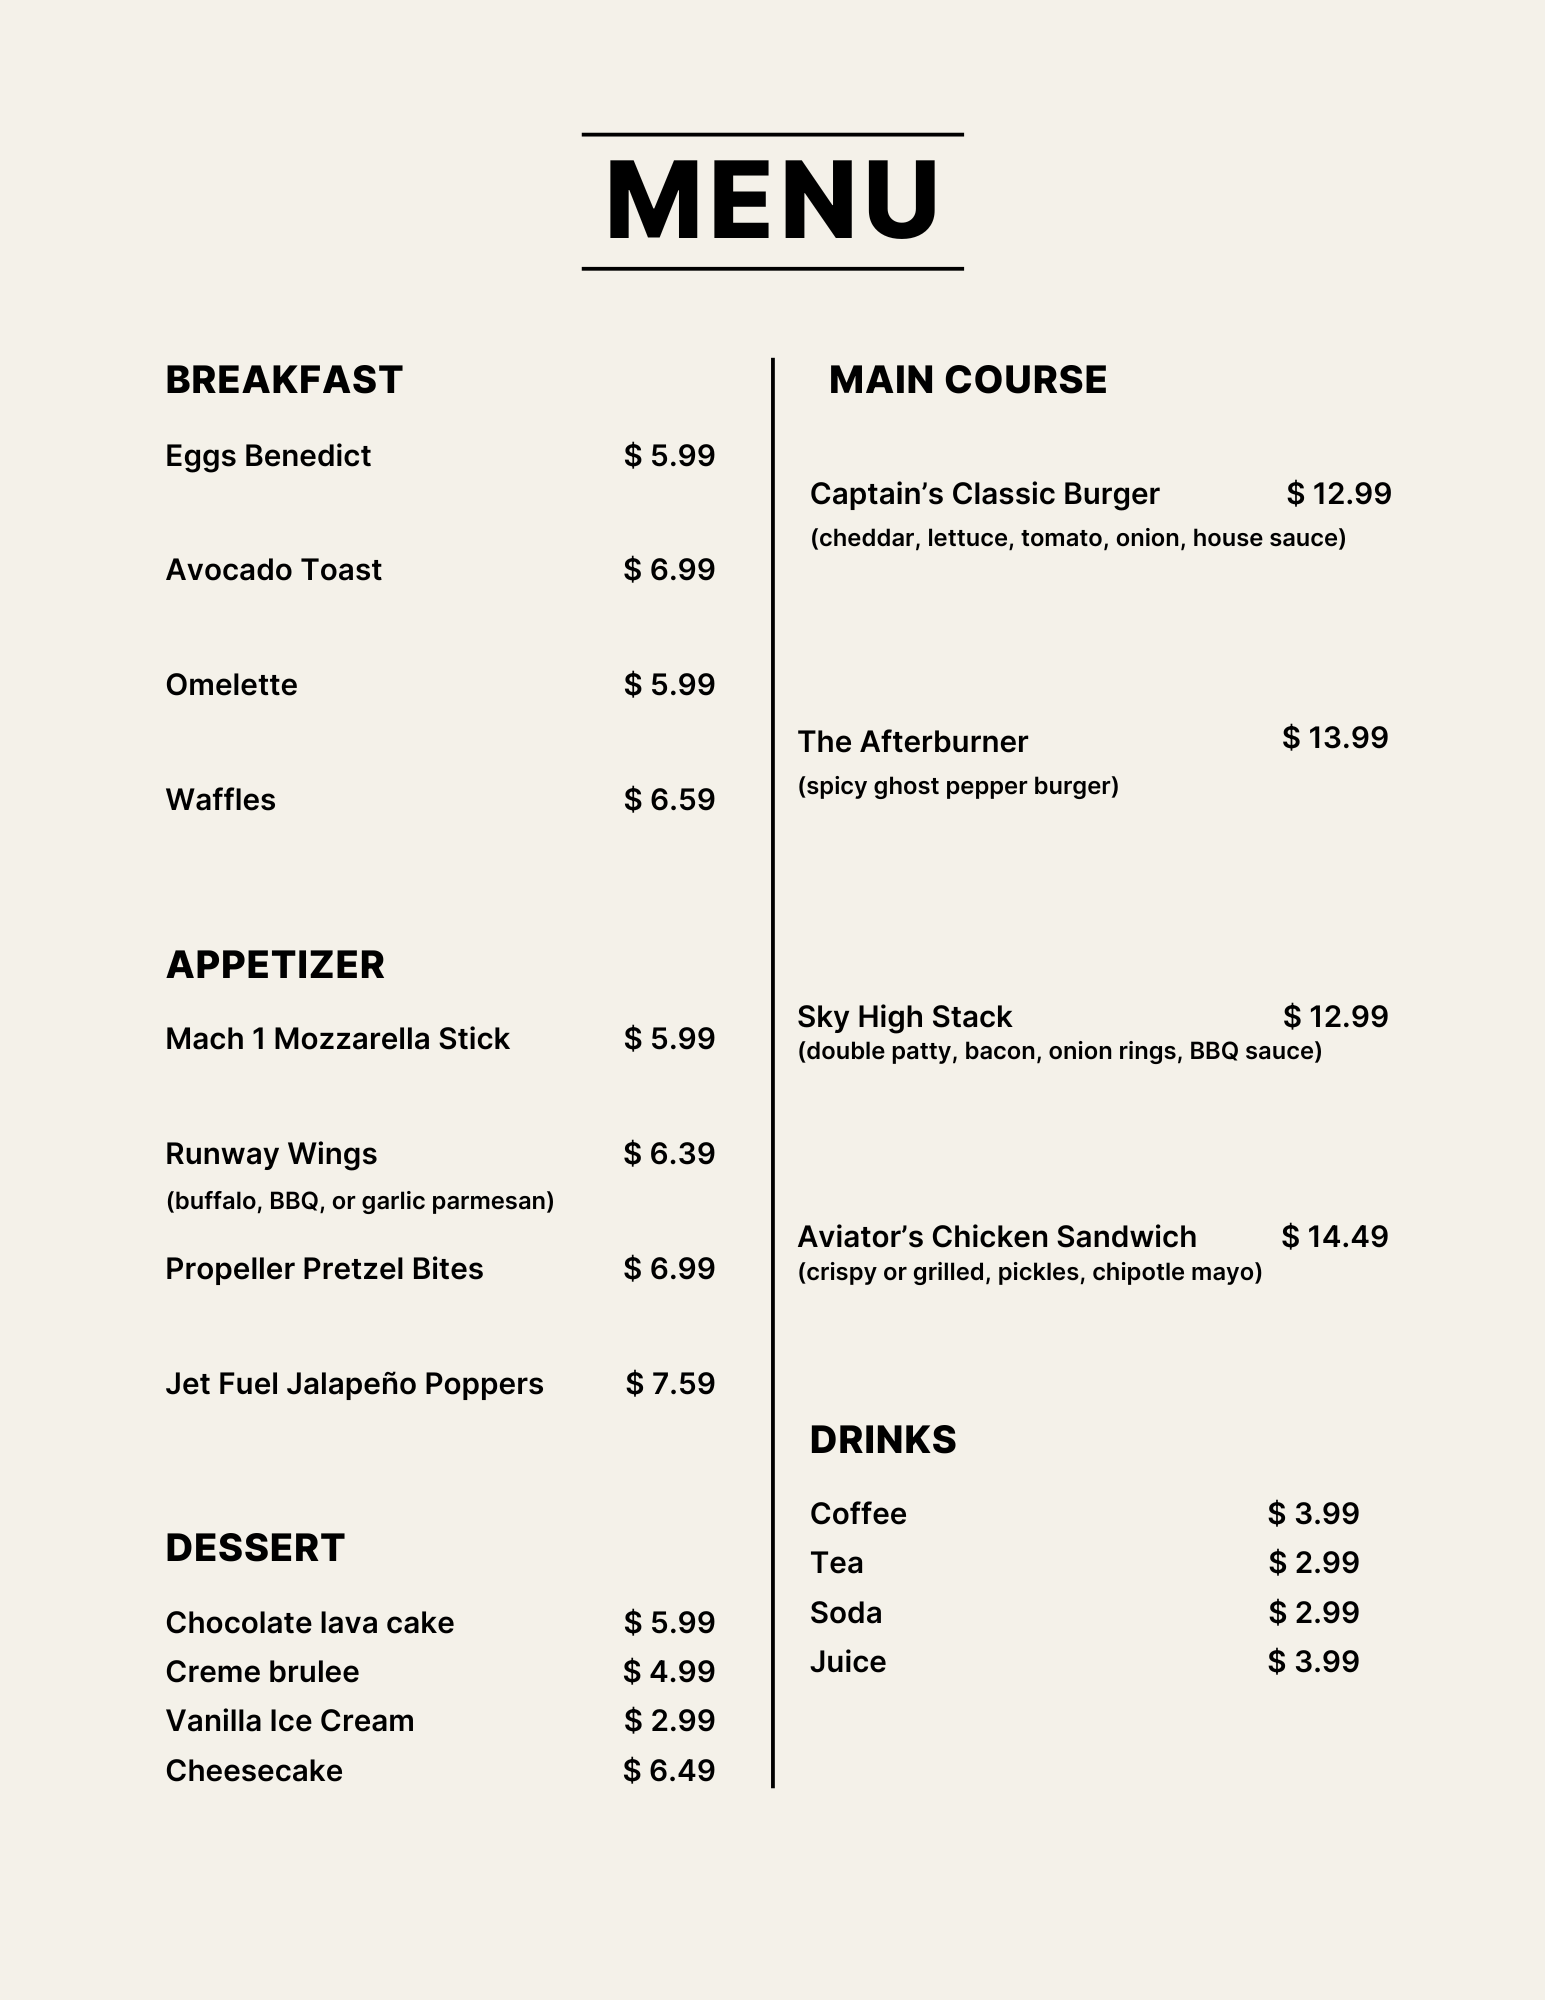 MENU
BREAKFAST
Eggs Benedict $ 5.99
Avocado Toast $ 6.99
Omelette $ 5.99
Waffles $ 6.59
APPETIZER
Mach 1 Mozzarella Stick $ 5.99
Runway Wings $ 6.39
(buffalo, BBQ, or garlic parmesan)
Propeller Pretzel Bites $ 6.99
Jet Fuel Jalapeño Poppers $ 7.59
DESSERT
Chocolate lava cake $ 5.99
Creme brulee $ 4.99
Vanilla Ice Cream $ 2.99
Cheesecake $ 6.49
MAIN COURSE
Captain’s Classic Burger $ 12.99
(cheddar, lettuce, tomato, onion, house sauce)
The Afterburner $ 13.99
(spicy ghost pepper burger)
Sky High Stack $ 12.99
(double patty, bacon, onion rings, BBQ sauce)
Aviator’s Chicken Sandwich $ 14.49
(crispy or grilled, pickles, chipotle mayo)
DRINKS
Coffee $ 3.99
Tea $ 2.99
Soda $ 2.99
Juice $ 3.99